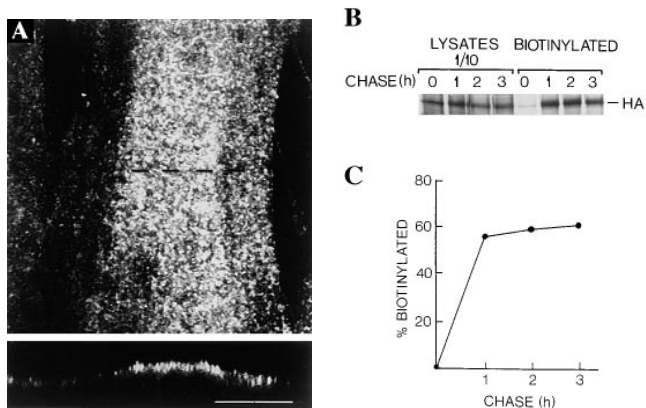 A
B
LYSATES BIOTINYLATED
1/10
CHASE(h) 0 1 2 3 0 1 2 3
HA
C
80
60
40
20
% BIOTINYLATED
1 2 3
CHASE (h)